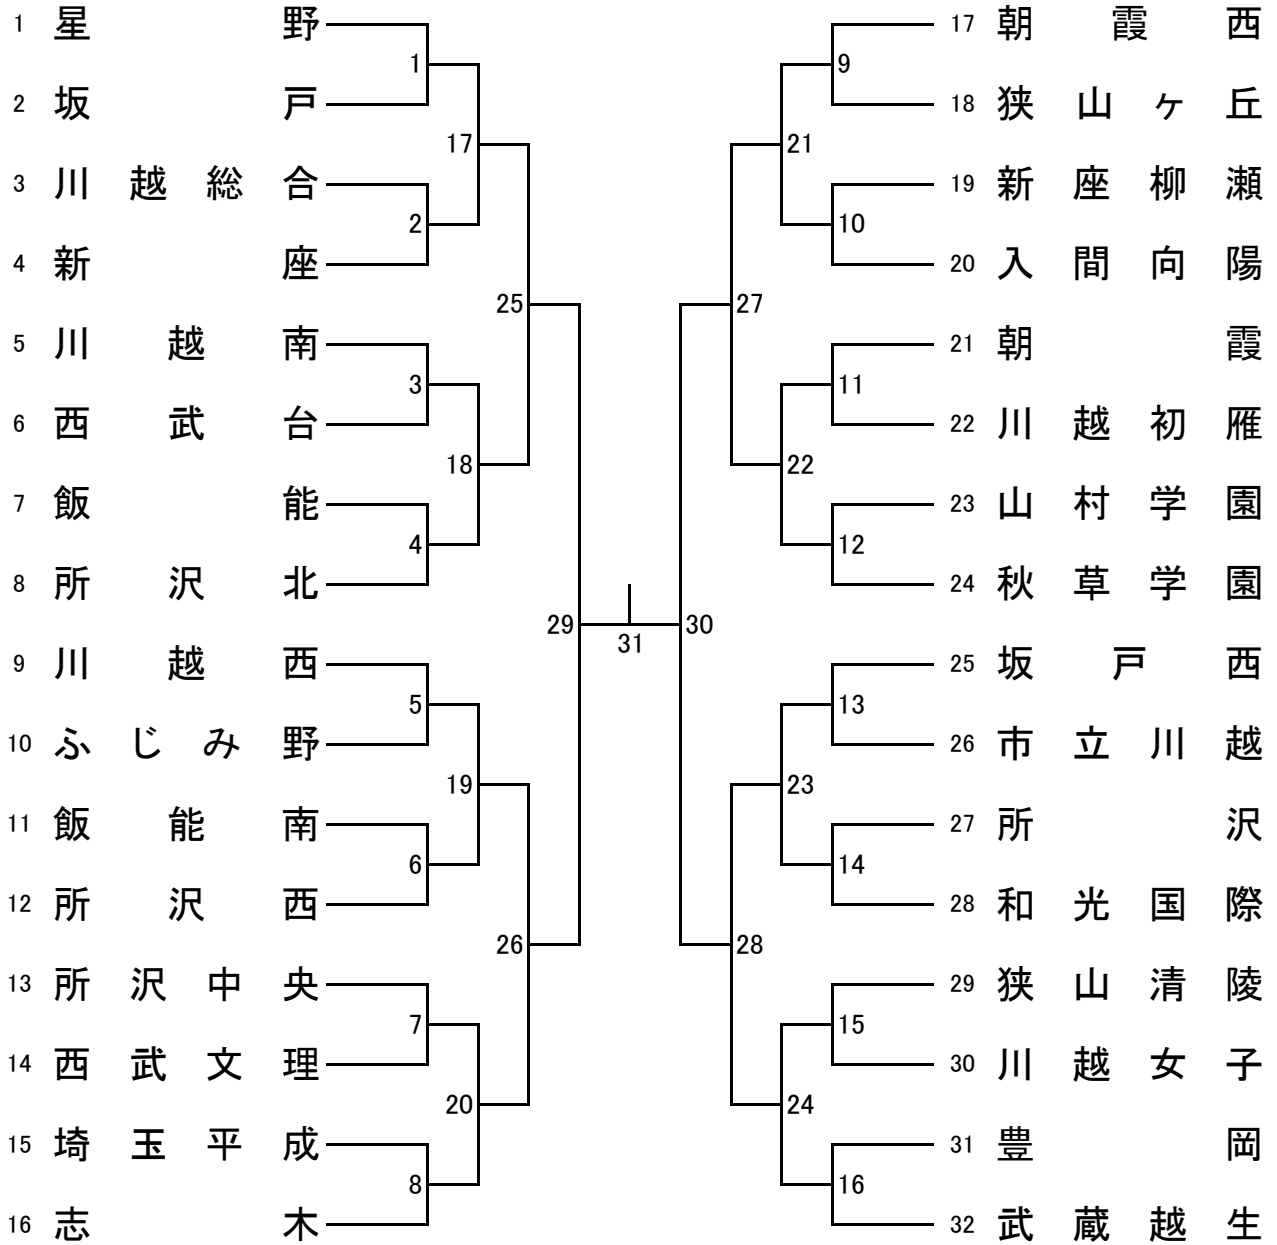 1 星野
2 坂戸
3 川越総合
4 新座
5 川越南
6 西武台
7 飯能
8 所沢北
9 川越西
10 ふじみ野
11 飯能南
12 所沢西
13 所沢中央
14 西武文理
15 埼玉平成
16 志木
1
2
3
4
5
6
7
8
17
18
19
20
25
26
29
31
30
27
28
21
22
23
24
9
10
11
12
13
14
15
16
17 朝霞西
18 狭山ヶ丘
19 新座柳瀬
20 入間向陽
21 朝霞
22 川越初雁
23 山村学園
24 秋草学園
25 坂戸西
26 市立川越
27 所沢
28 和光国際
29 狭山清陵
30 川越女子
31 豊岡
32 武蔵越生